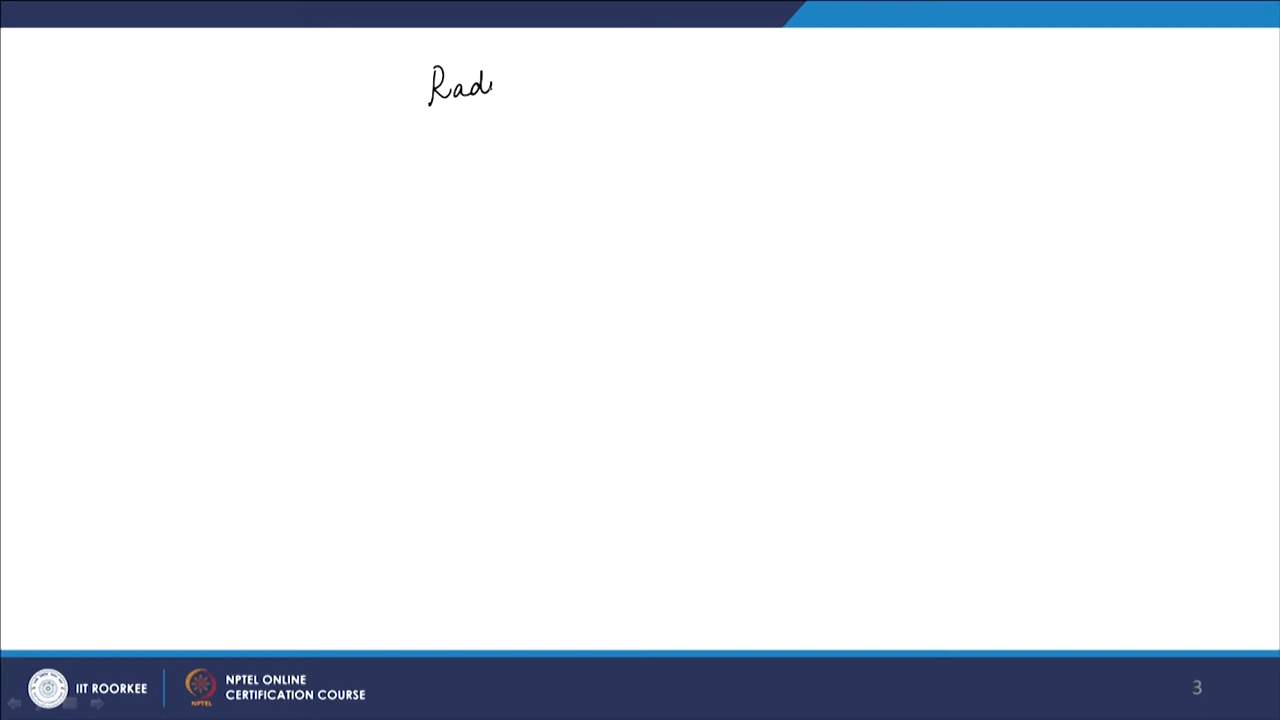 Rad
IIT ROORKEE
NPTEL ONLINE
CERTIFICATION COURSE
3